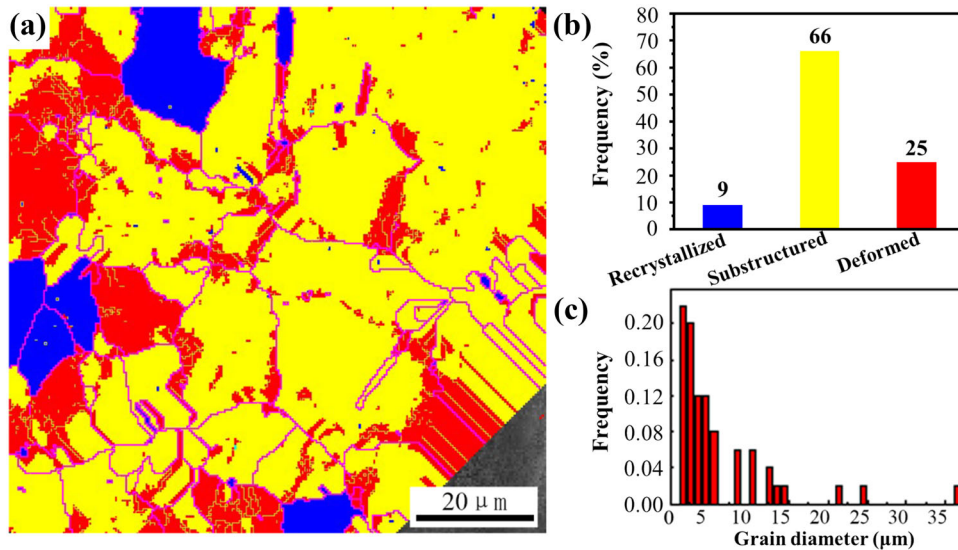 (a)
20 μm
(b)
Frequency (%)
80
70
60
50
40
30
20
10
0
9
66
25
Recrystallized
Substructured
Deformed
(c)
Frequency
0.20
0.16
0.12
0.08
0.04
0.00
0 5 10 15 20 25 30 35
Grain diameter (μm)